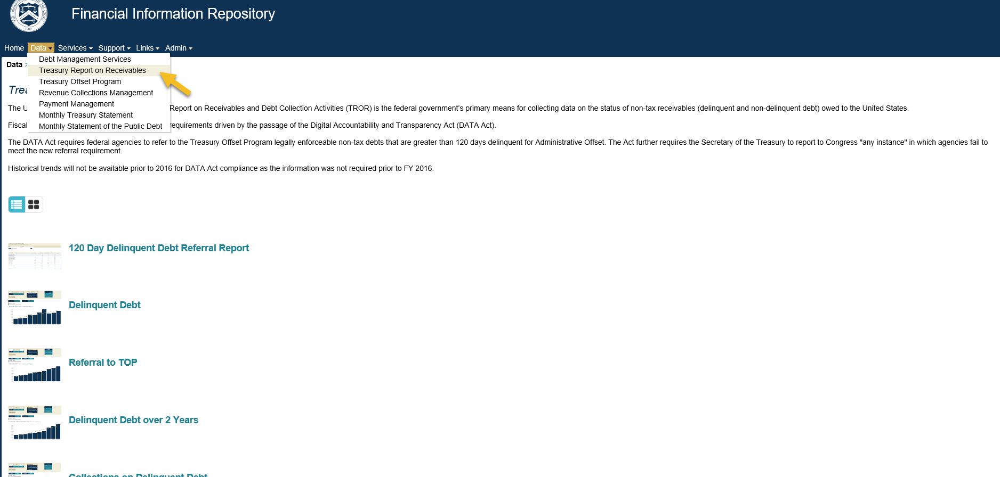 Financial Information Repository
THE DEPARTMENT OF THE TREASURY
1789
Home Data Services Support Links Admin
Debt Management Services
Data >
Treasury Report on Receivables
Treasury Offset Program
Revenue Collections Management
Payment Management
Monthly Treasury Statement
Monthly Statement of the Public Debt
Trea
The U Report on Receivables and Debt Collection Activities (TROR) is the federal government's primary means for collecting data on the status of non-tax receivables (delinquent and non-delinquent debt) owed to the United States.
Fiscal requirements driven by the passage of the Digital Accountability and Transparency Act (DATA Act).
The DATA Act requires federal agencies to refer to the Treasury Offset Program legally enforceable non-tax debts that are greater than 120 days delinquent for Administrative Offset. The Act further requires the Secretary of the Treasury to report to Congress "any instance" in which agencies fail to
meet the new referral requirement.
Historical trends will not be available prior to 2016 for DATA Act compliance as the information was not required prior to FY 2016.
120 Day Delinquent Debt Referral Report
Delinquent Debt
Referral to TOP
Delinquent Debt over 2 Years
Collections on Delinquent Debt